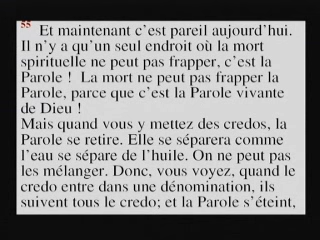 55 Et maintenant c'est pareil aujourd'hui.
Il n'y a qu'un seul endroit où la mort
spirituelle ne peut pas frapper, c'est la
Parole ! La mort ne peut pas frapper la
Parole, parce que c'est la Parole vivante
de Dieu !
Mais quand vous y mettez des credos, la
Parole se retire. Elle se séparera comme
l'eau se sépare de l'huile. On ne peut pas
les mélanger. Donc, vous voyez, quand le
credo entre dans une dénomination, ils
suivent tous le credo; et la Parole s'éteint,